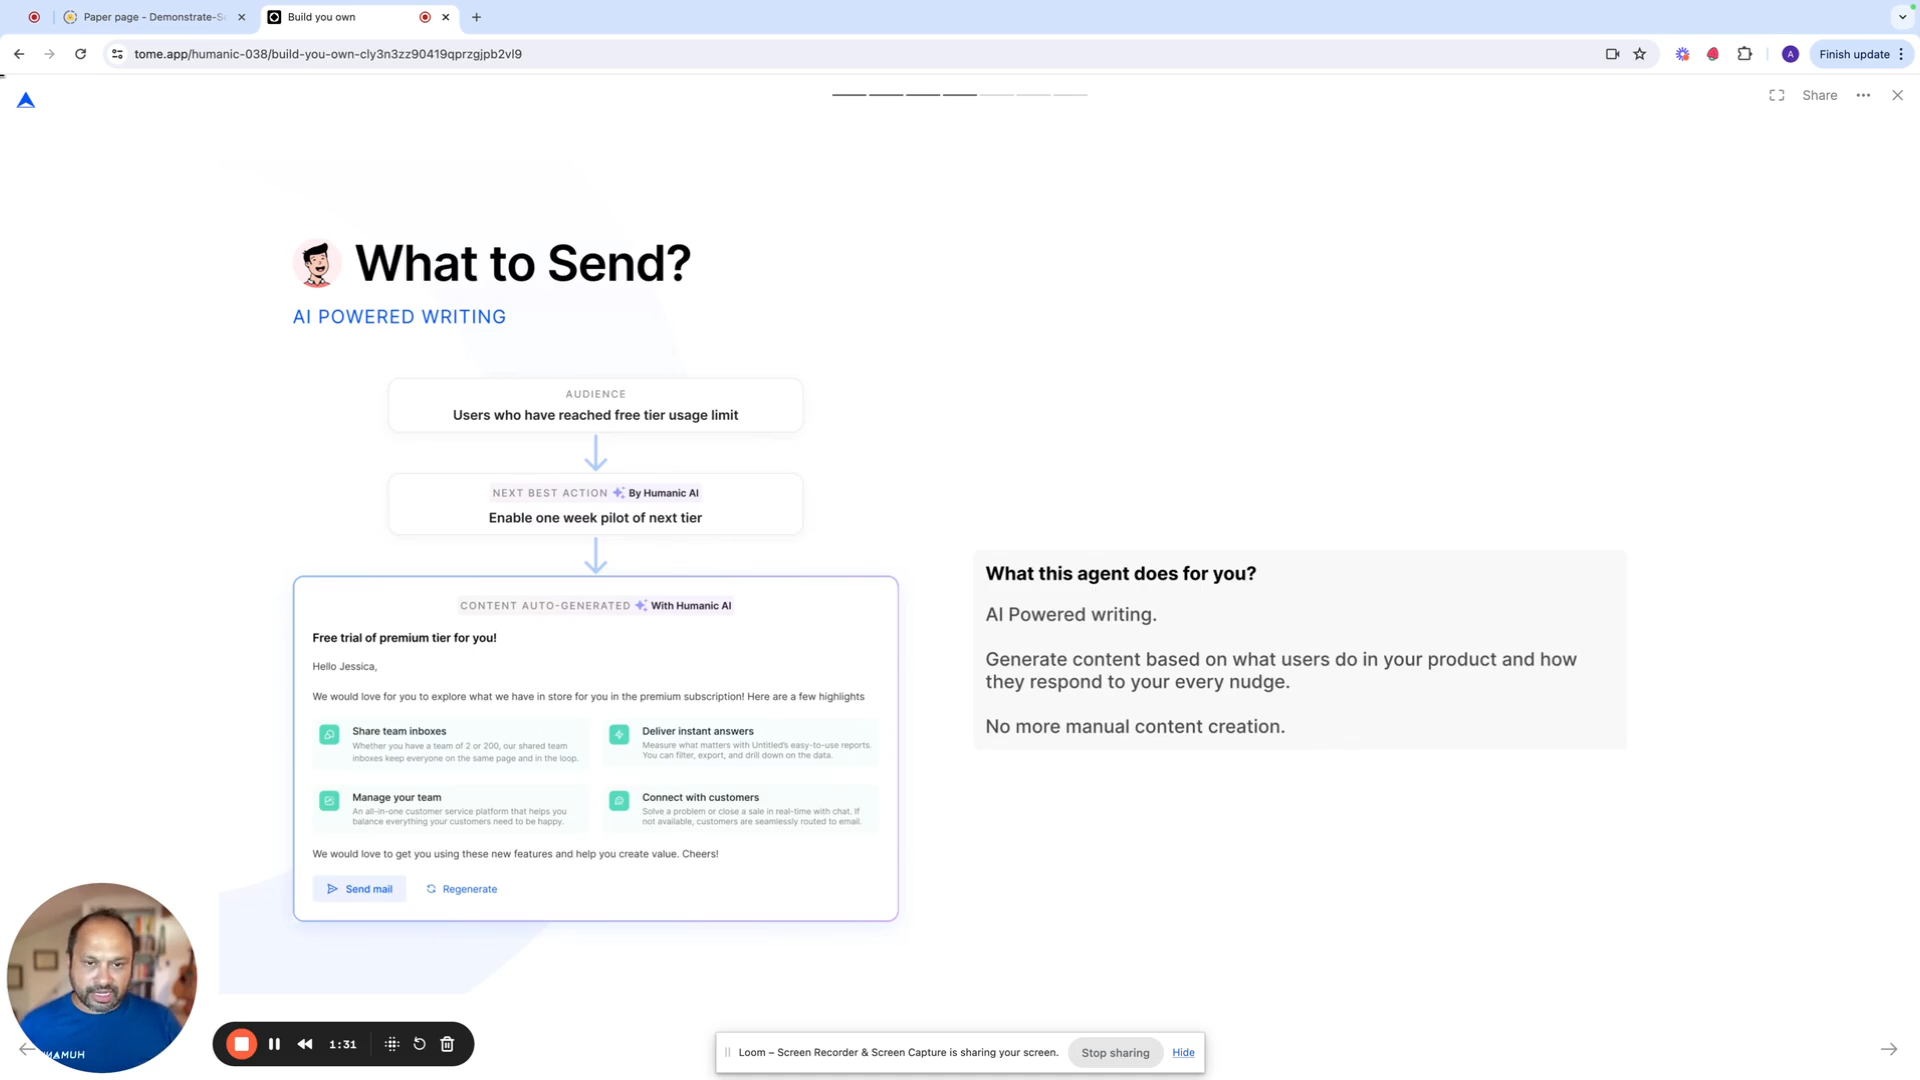 Paper page - Demonstrate-S
Build you own
tome.app/humanic-038/build-you-own-cly3n3zz90419qprzgjpb2vl9
A
Finish update
Share
What to Send?
AI POWERED WRITING
AUDIENCE
Users who have reached free tier usage limit
NEXT BEST ACTION By Humanic AI
Enable one week pilot of next tier
CONTENT AUTO-GENERATED With Humanic AI
Free trial of premium tier for you!
Hello Jessica,
We would love for you to explore what we have in store for you in the premium subscription! Here are a few highlights
Share team inboxes
Whether you have a team of 2 or 200, our shared team
inboxes keep everyone on the same page and in the loop.
Deliver instant answers
Measure what matters with Untitled's easy-to-use reports.
You can filter, export, and drill down on the data.
Manage your team
An all-in-one customer service platform that helps you
balance everything your customers need to be happy.
Connect with customers
Solve a problem or close a sale in real-time with chat. If
not available, customers are seamlessly routed to email.
We would love to get you using these new features and help you create value. Cheers!
Send mail
Regenerate
What this agent does for you?
AI Powered writing.
Generate content based on what users do in your product and how
they respond to your every nudge.
No more manual content creation.
1:31
Loom – Screen Recorder & Screen Capture is sharing your screen.
Stop sharing
Hide